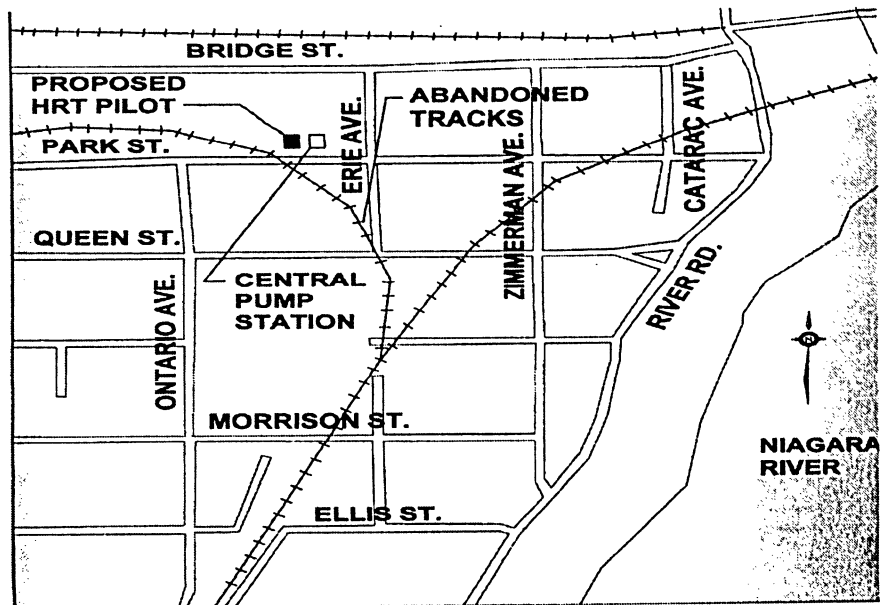 BRIDGE ST.
PROPOSED
HRT PILOT
ABANDONED
TRACKS
PARK ST.
ERIE AVE.
ZIMMERMAN AVE.
CATARAC AVE.
QUEEN ST.
CENTRAL
PUMP
STATION
ONTARIO AVE.
RIVER RD.
N
MORRISON ST.
NIAGARA
RIVER
ELLIS ST.